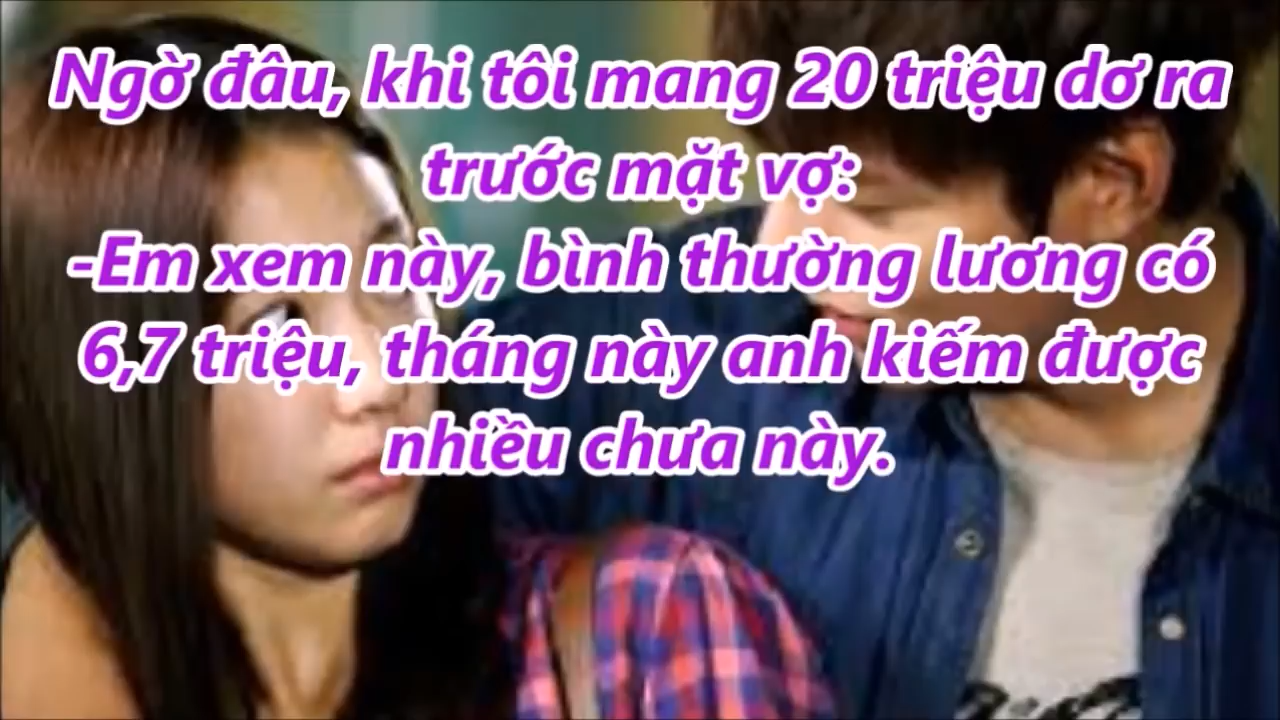 Ngờ đâu, khi tôi mang 20 triệu dơ ra
trước mặt vợ:
-Em xem này, bình thường lương có
6,7 triệu, tháng này anh kiếm được
nhiều chưa này.